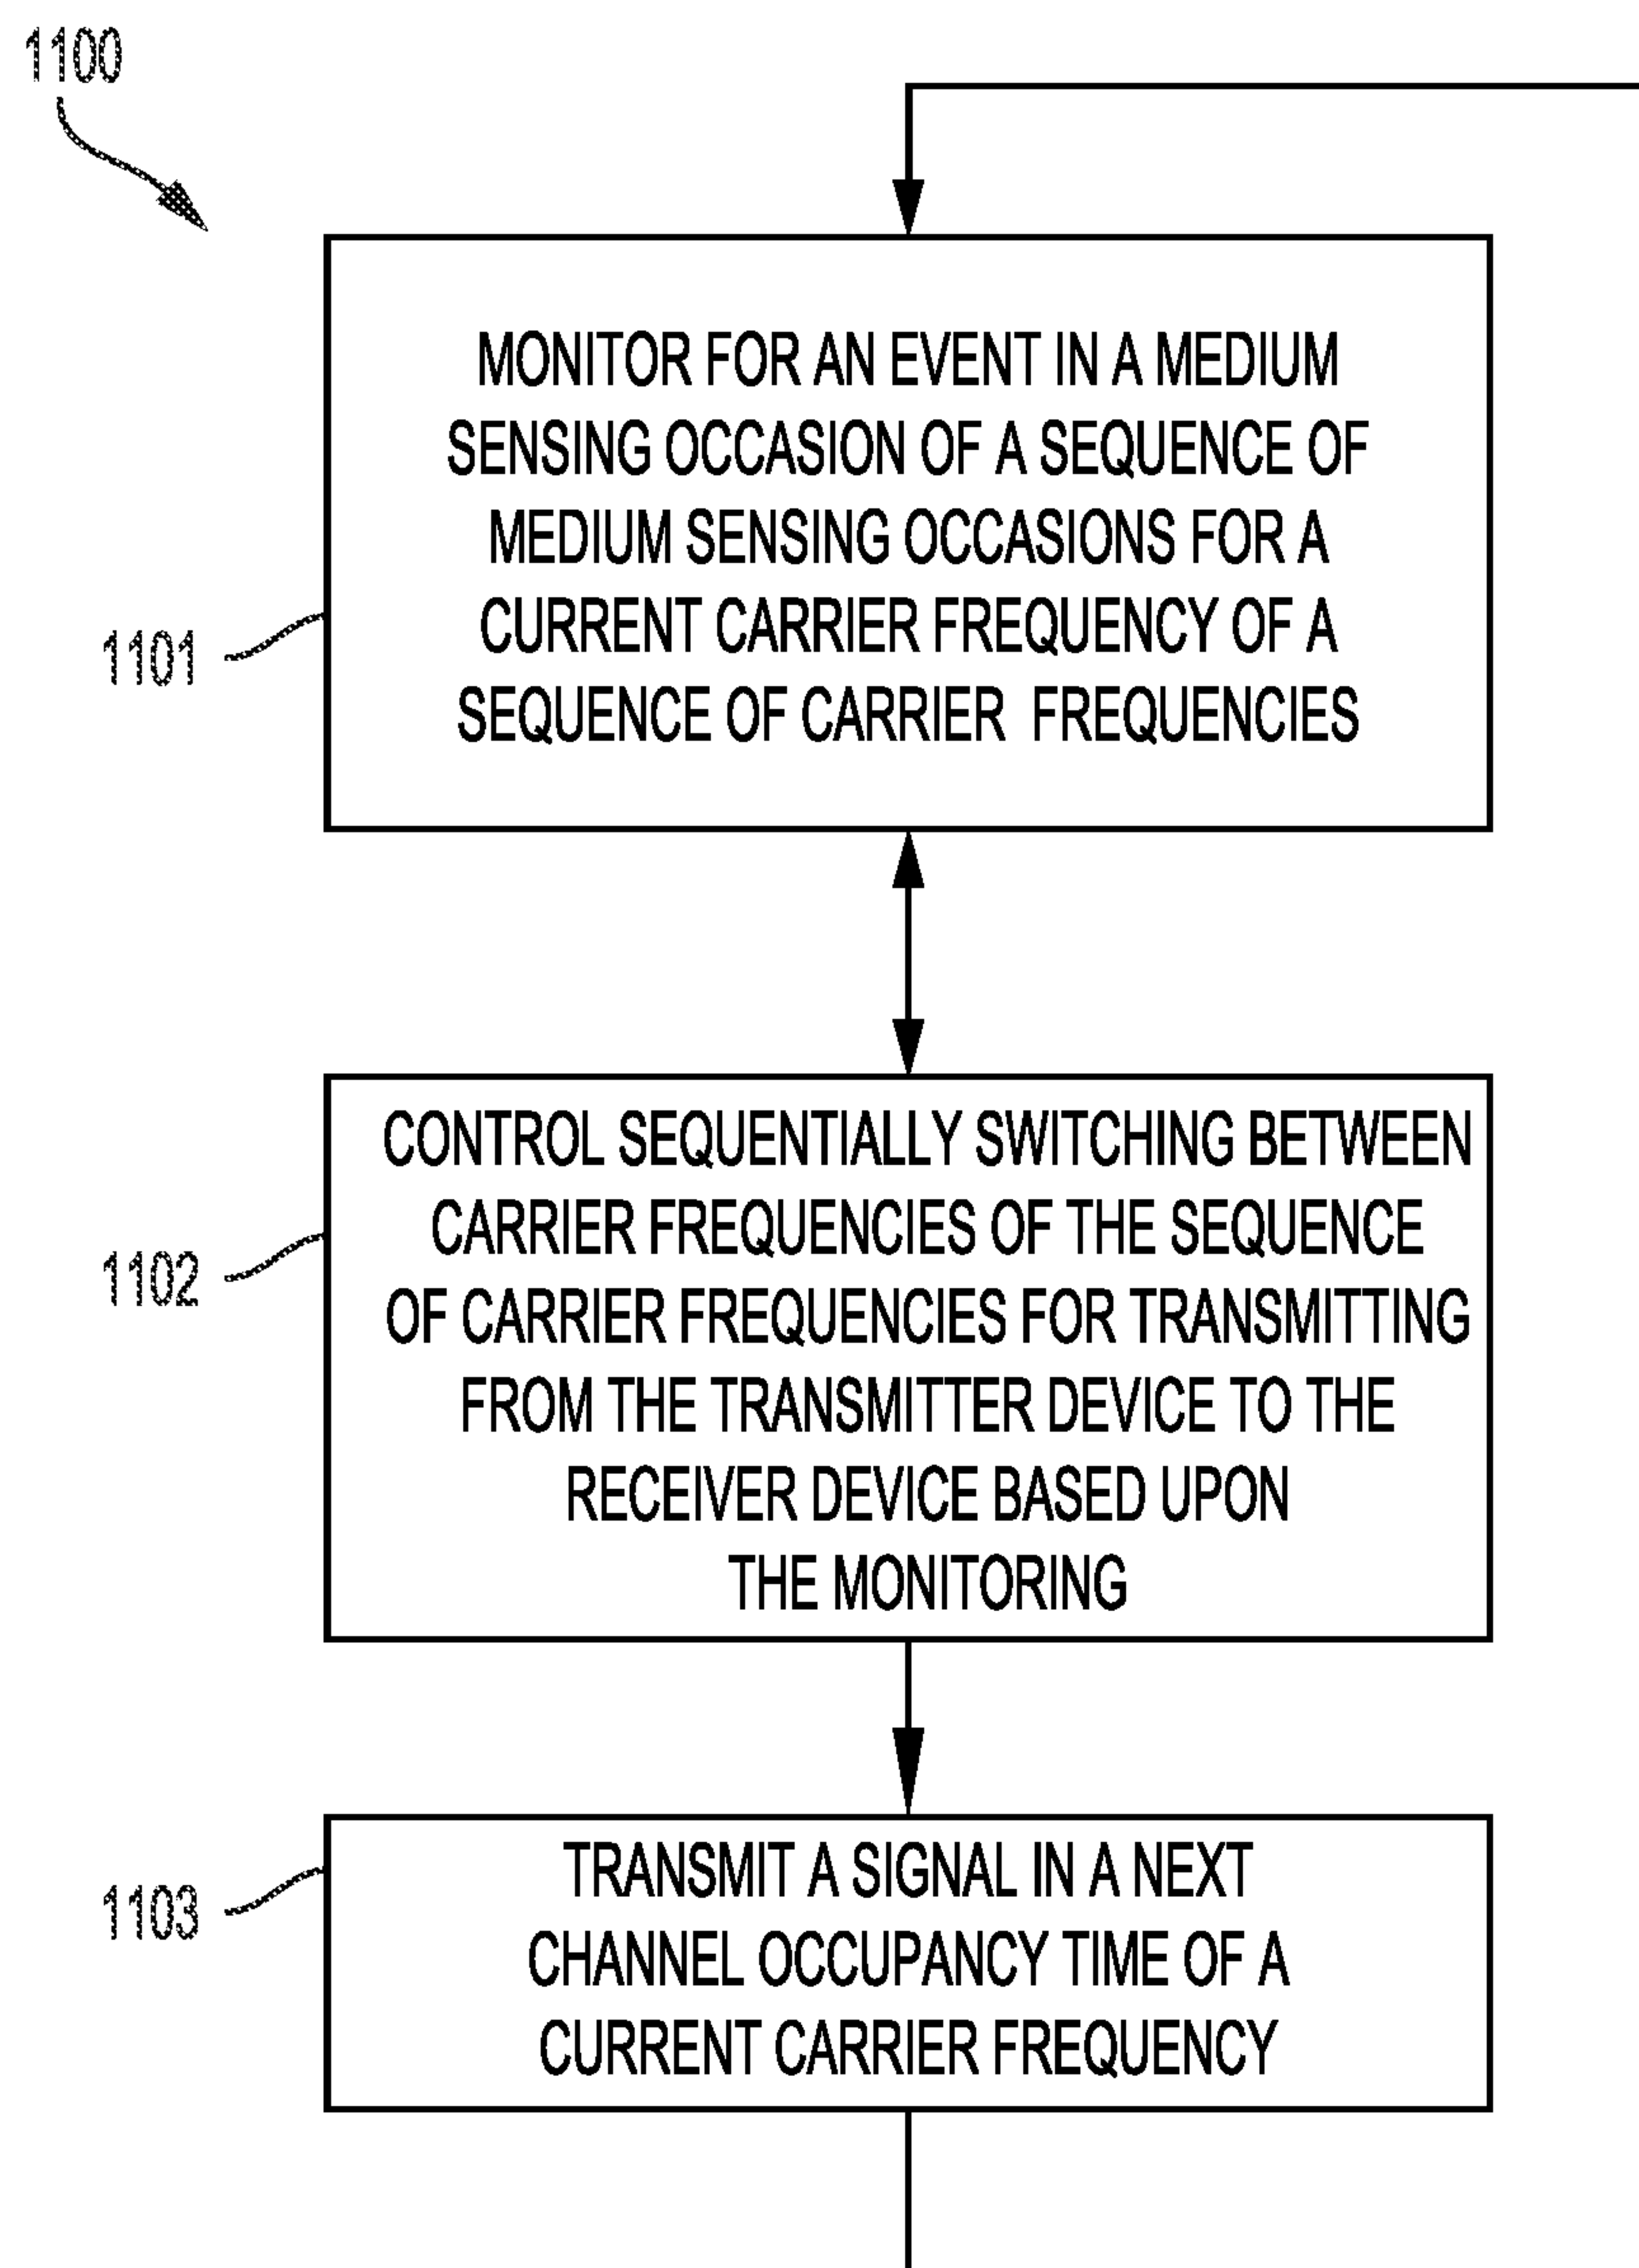 1100
MONITOR FOR AN EVENT IN A MEDIUM
SENSING OCCASION OF A SEQUENCE OF
MEDIUM SENSING OCCASIONS FOR A
CURRENT CARRIER FREQUENCY OF A
SEQUENCE OF CARRIER FREQUENCIES
1101
CONTROL SEQUENTIALLY SWITCHING BETWEEN
CARRIER FREQUENCIES OF THE SEQUENCE
OF CARRIER FREQUENCIES FOR TRANSMITTING
FROM THE TRANSMITTER DEVICE TO THE
RECEIVER DEVICE BASED UPON
THE MONITORING
1102
TRANSMIT A SIGNAL IN A NEXT
CHANNEL OCCUPANCY TIME OF A
CURRENT CARRIER FREQUENCY
1103